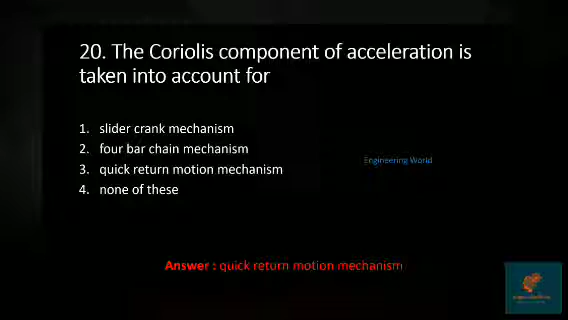 20. The Coriolis component of acceleration is
taken into account for
1. slider crank mechanism
2. four bar chain mechanism
3. quick return motion mechanism
4. none of these
Engineering World
Answer : quick return motion mechanism